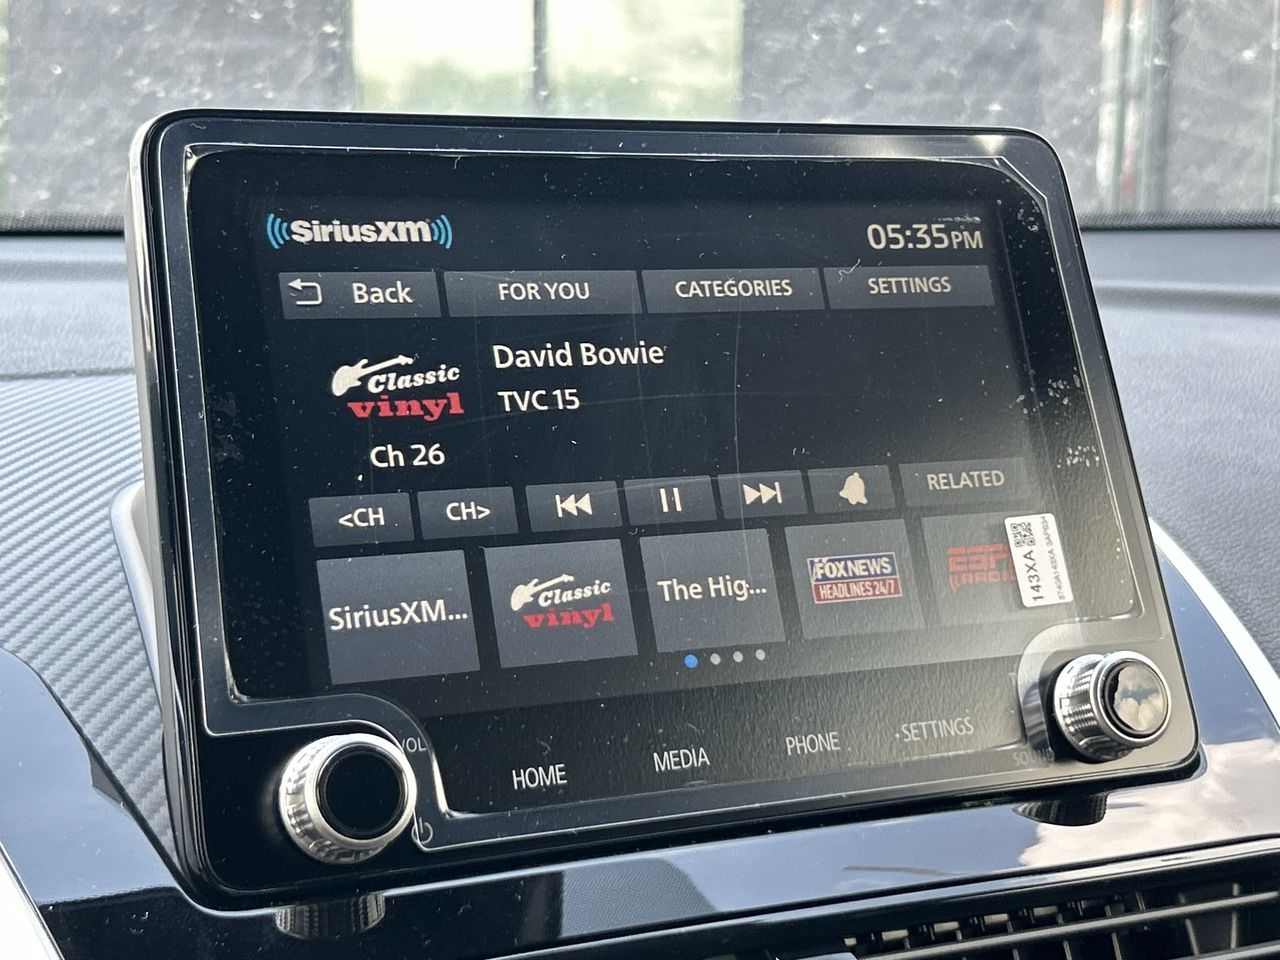 SiriusXM
05:35PM
Back
FOR YOU
CATEGORIES
SETTINGS
Classic
vinyl
David Bowie
TVC 15
Ch 26
<CH
CH>
RELATED
SiriusXM...
Classic
vinyl
The Hig...
FOX NEWS
HEADLINES 24/7
143XA
VOL
HOME
MEDIA
PHONE
SETTINGS
SOUND